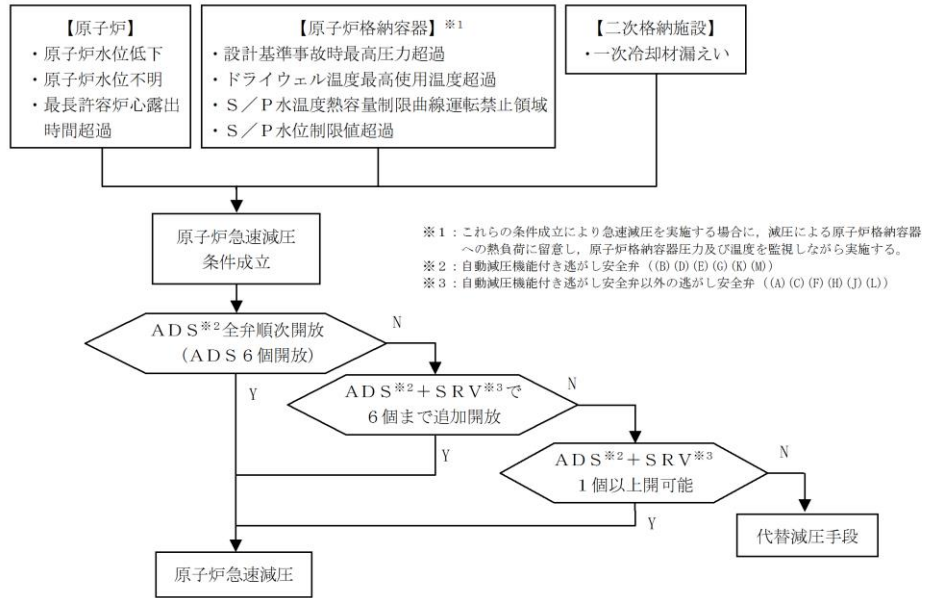 【原子炉】
・原子炉水位低下
・原子炉水位不明
・最長許容炉心露出
時間超過
【原子炉格納容器】※1
・設計基準事故時最高圧力超過
・ドライウェル温度最高使用温度超過
・S/P水温度熱容量制限曲線運転禁止領域
・S/P水位制限値超過
【二次格納施設】
・一次冷却材漏えい
原子炉急速減圧
条件成立
※1:これらの条件成立により急速減圧を実施する場合に,減圧による原子炉格納容器
への熱負荷に留意し,原子炉格納容器圧力及び温度を監視しながら実施する。
※2:自動減圧機能付き逃がし安全弁((B)(D)(E)(G)(K)(M))
※3:自動減圧機能付き逃がし安全弁以外の逃がし安全弁((A)(C)(F)(H)(J)(L))
ADS※2全弁順次開放
(ADS6個開放)
N
Y
ADS※2+SRV※3で
6個まで追加開放
N
Y
ADS※2+SRV※3
1個以上開可能
N
Y
代替減圧手段
原子炉急速減圧